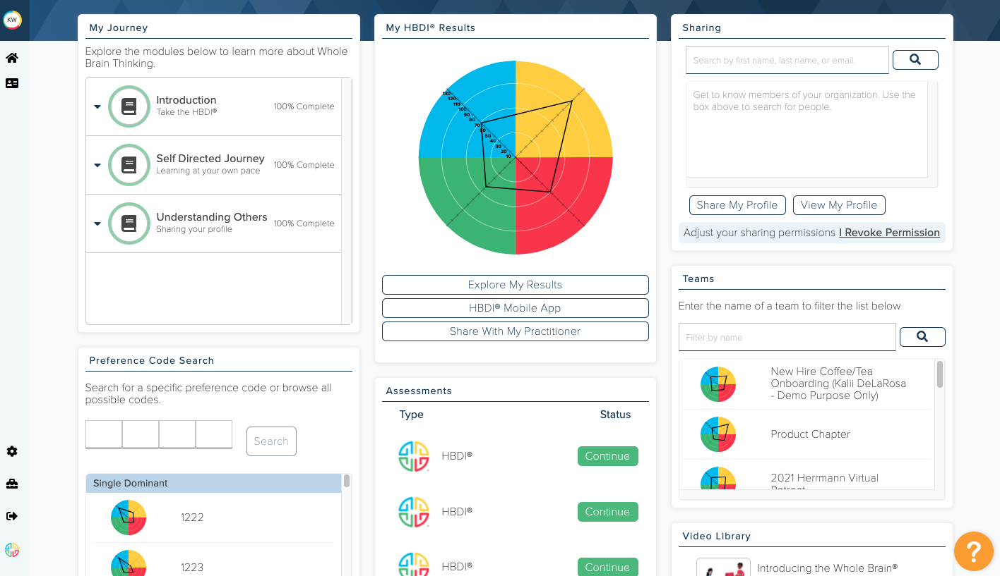 KW
My Journey
Explore the modules below to learn more about Whole
Brain Thinking.
Introduction
Take the HBDI®
100% Complete
Self Directed Journey
Learning at your own pace
100% Complete
Understanding Others
Sharing your profile
100% Complete
Preference Code Search
Search for a specific preference code or browse all
possible codes.
Search
Single Dominant
1222
1223
My HBDI® Results
130
120
110
100
90
80
70
60
50
40
30
20
10
Explore My Results
HBDI® Mobile App
Share With My Practitioner
Assessments
Type Status
HBDI® Continue
HBDI® Continue
HBDI® Continue
Sharing
Search by first name, last name, or email.
Get to know members of your organization. Use the
box above to search for people.
Share My Profile View My Profile
Adjust your sharing permissions I Revoke Permission
Teams
Enter the name of a team to filter the list below
Filter by name
New Hire Coffee/Tea
Onboarding (Kalii DeLaRosa
- Demo Purpose Only)
Product Chapter
2021 Herrmann Virtual
Retreat
Video Library
Introducing the Whole Brain®
?